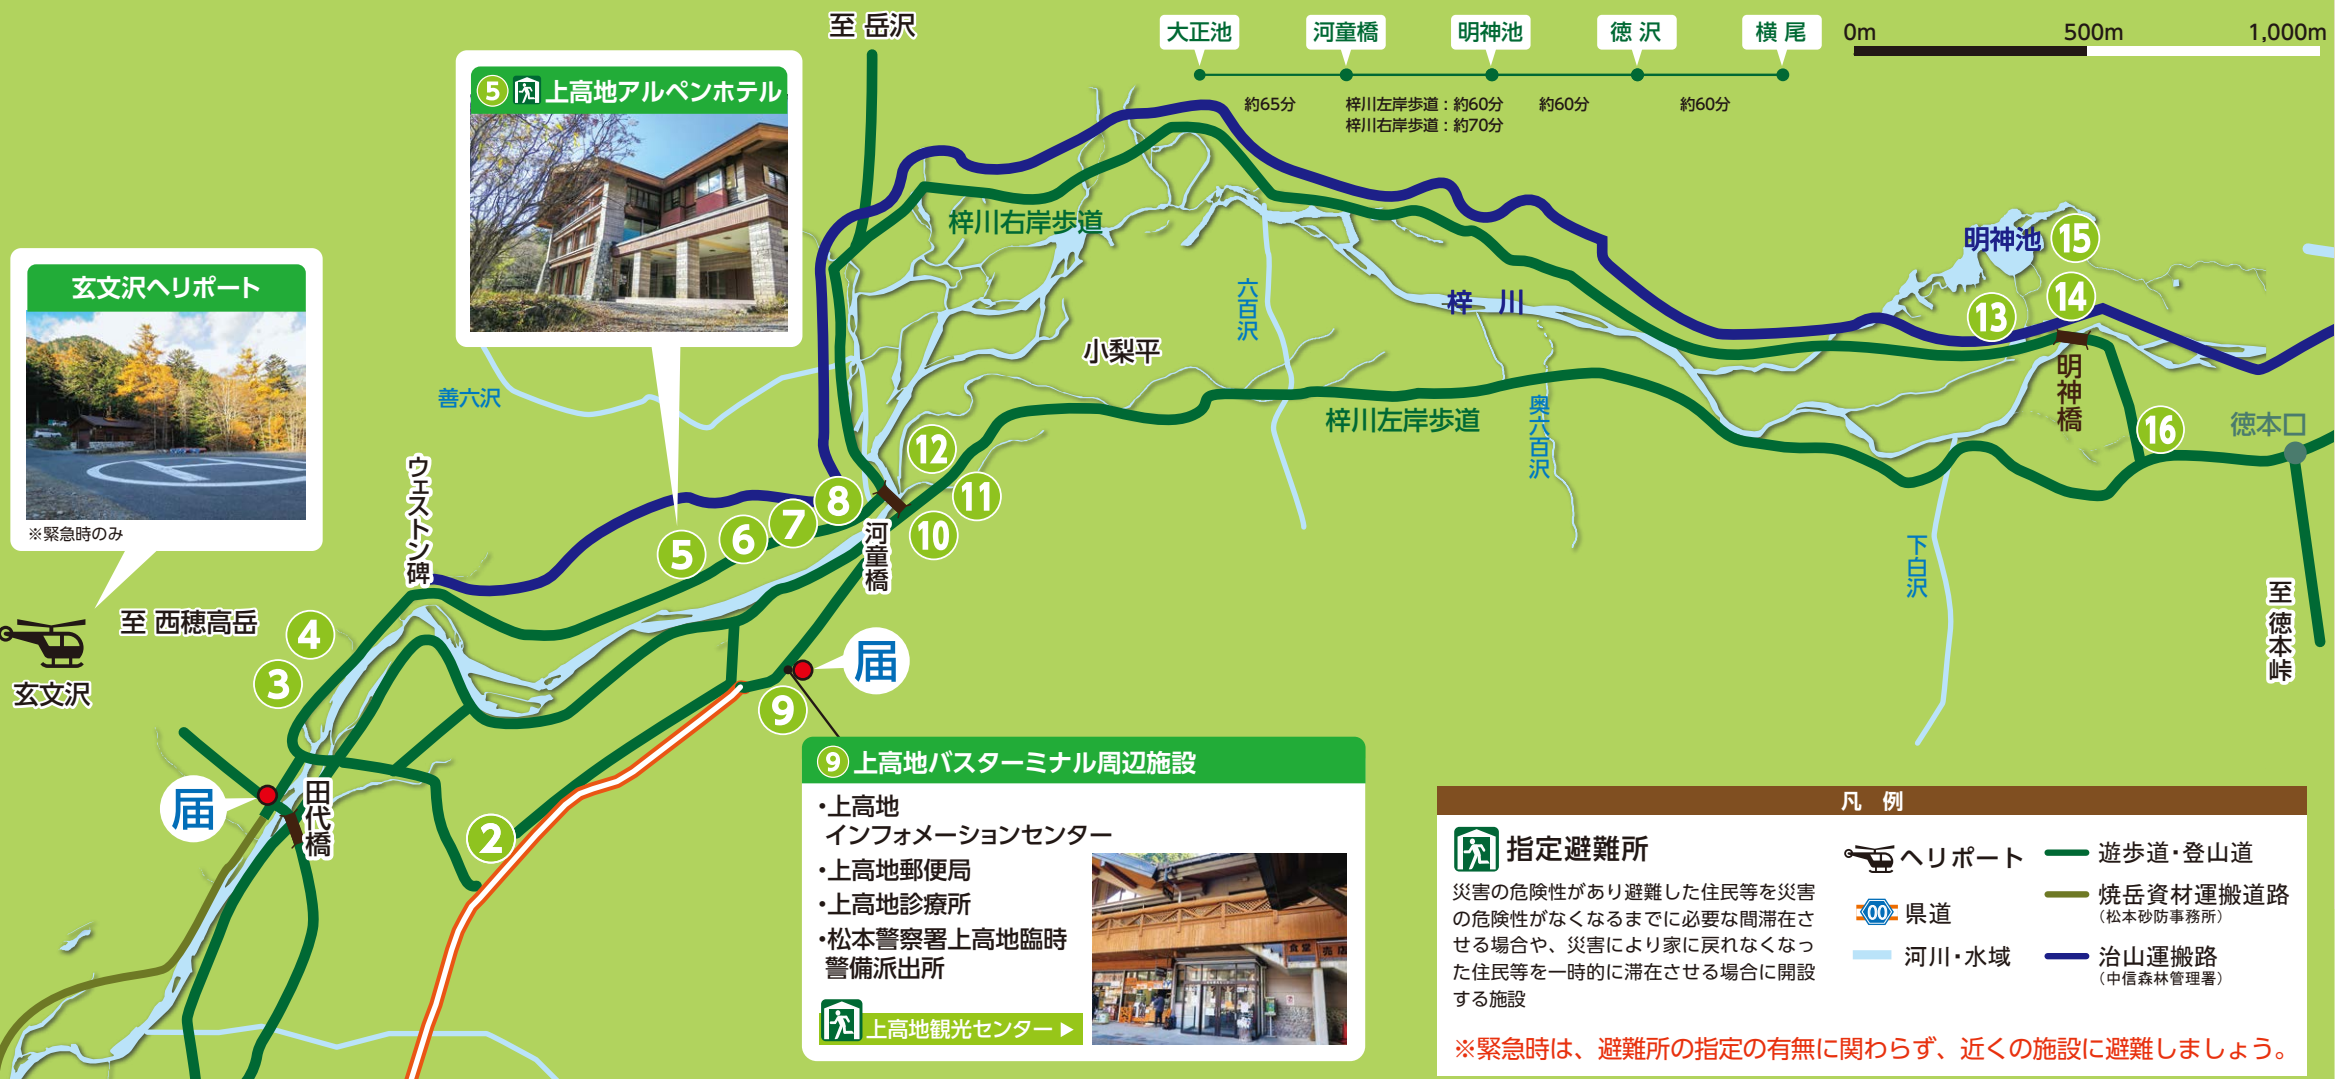 至 岳沢
大正池
河童橋
明神池
徳 沢
横 尾
約65分
梓川左岸歩道：約60分
梓川右岸歩道：約70分
約60分
約60分
0m
500m
1,000m
5 上高地アルペンホテル
玄文沢ヘリポート
※緊急時のみ
梓川右岸歩道
六百沢
梓 川
小梨平
明神池
15
14
13
明神橋
善六沢
梓川左岸歩道
奥六百沢
16
徳本口
ウェストン碑
12
11
8
7
6
5
10
河童橋
下白沢
至 徳本峠
至 西穂高岳
4
3
玄文沢
届
9
届
田代橋
2
9 上高地バスターミナル周辺施設
・上高地
インフォメーションセンター
・上高地郵便局
・上高地診療所
・松本警察署上高地臨時
警備派出所
上高地観光センター ▶
食堂 売店
凡 例
指定避難所
災害の危険性があり避難した住民等を災害
の危険性がなくなるまでに必要な間滞在さ
せる場合や、災害により家に戻れなくなっ
た住民等を一時的に滞在させる場合に開設
する施設
ヘリポート
00 県道
河川・水域
遊歩道・登山道
焼岳資材運搬道路
（松本砂防事務所）
治山運搬路
（中信森林管理署）
※緊急時は、避難所の指定の有無に関わらず、近くの施設に避難しましょう。